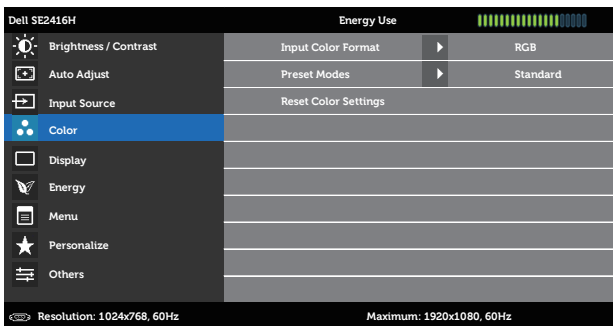 Dell SE2416H Energy Use
Brightness / Contrast Input Color Format RGB
Auto Adjust Preset Modes Standard
Input Source Reset Color Settings
Color
Display
Energy
Menu
Personalize
Others
Resolution: 1024x768, 60Hz Maximum: 1920x1080, 60Hz